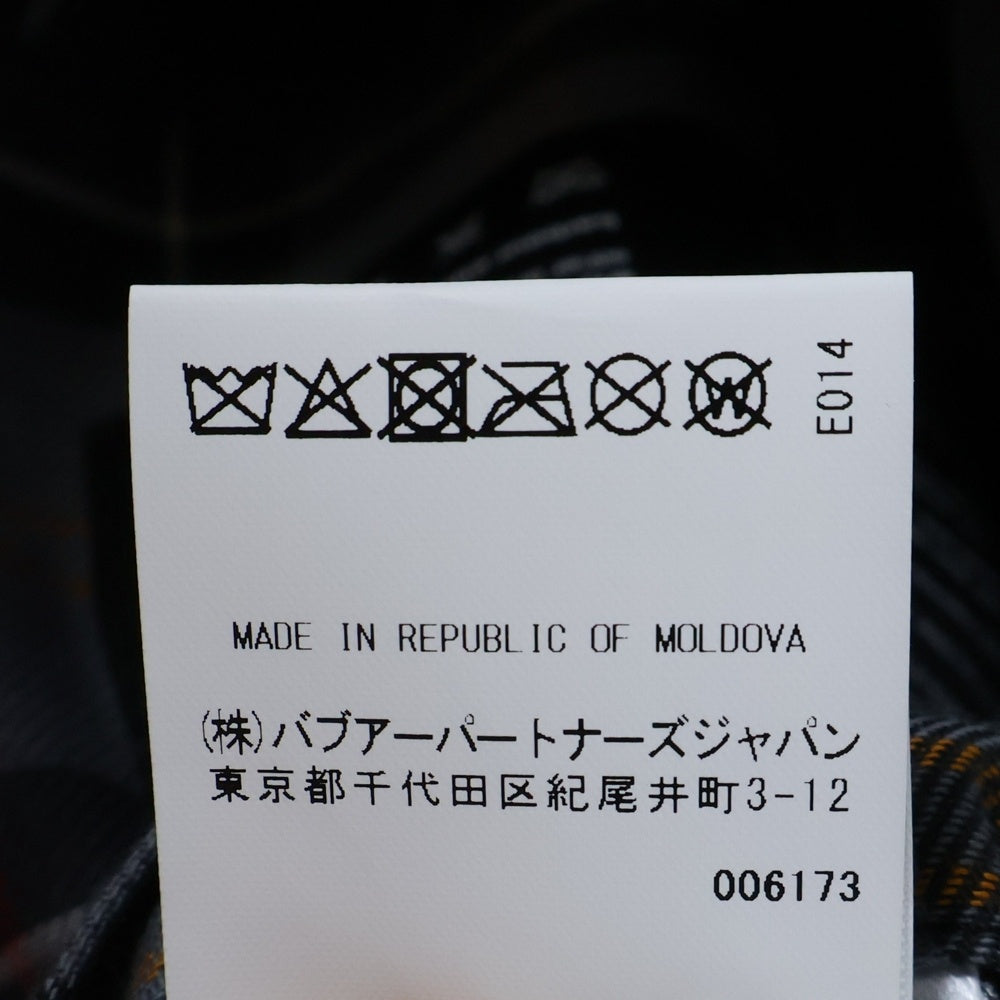 E014
MADE IN REPUBLIC OF MOLDOVA
(株)バブアーパートナーズジャパン
東京都千代田区紀尾井町3-12
006173